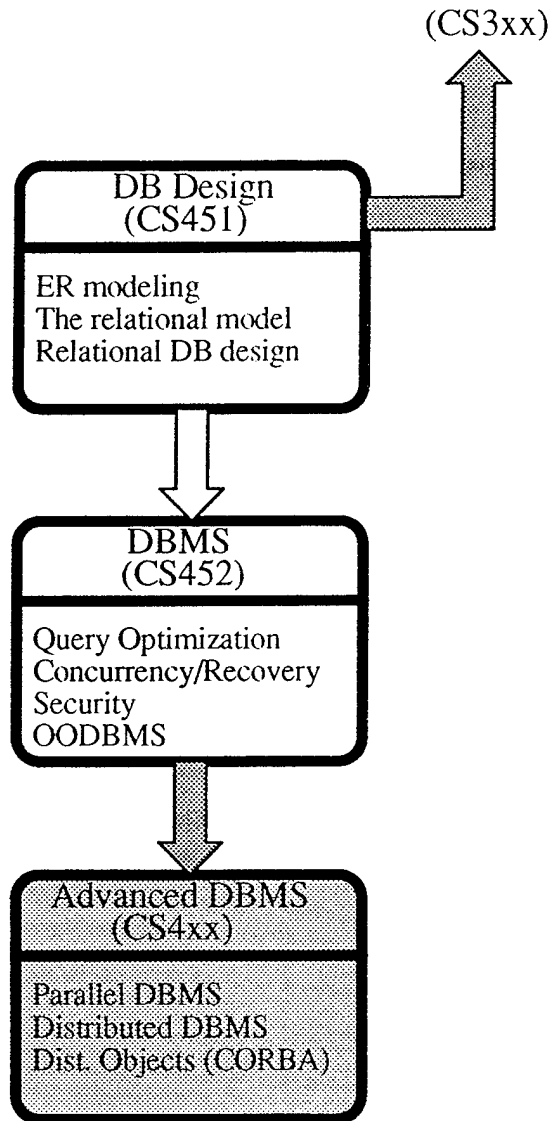 (CS3xx)
DB Design
(CS451)
ER modeling
The relational model
Relational DB design
DBMS
(CS452)
Query Optimization
Concurrency/Recovery
Security
OODBMS
Advanced DBMS
(CS4xx)
Parallel DBMS
Distributed DBMS
Dist. Objects (CORBA)